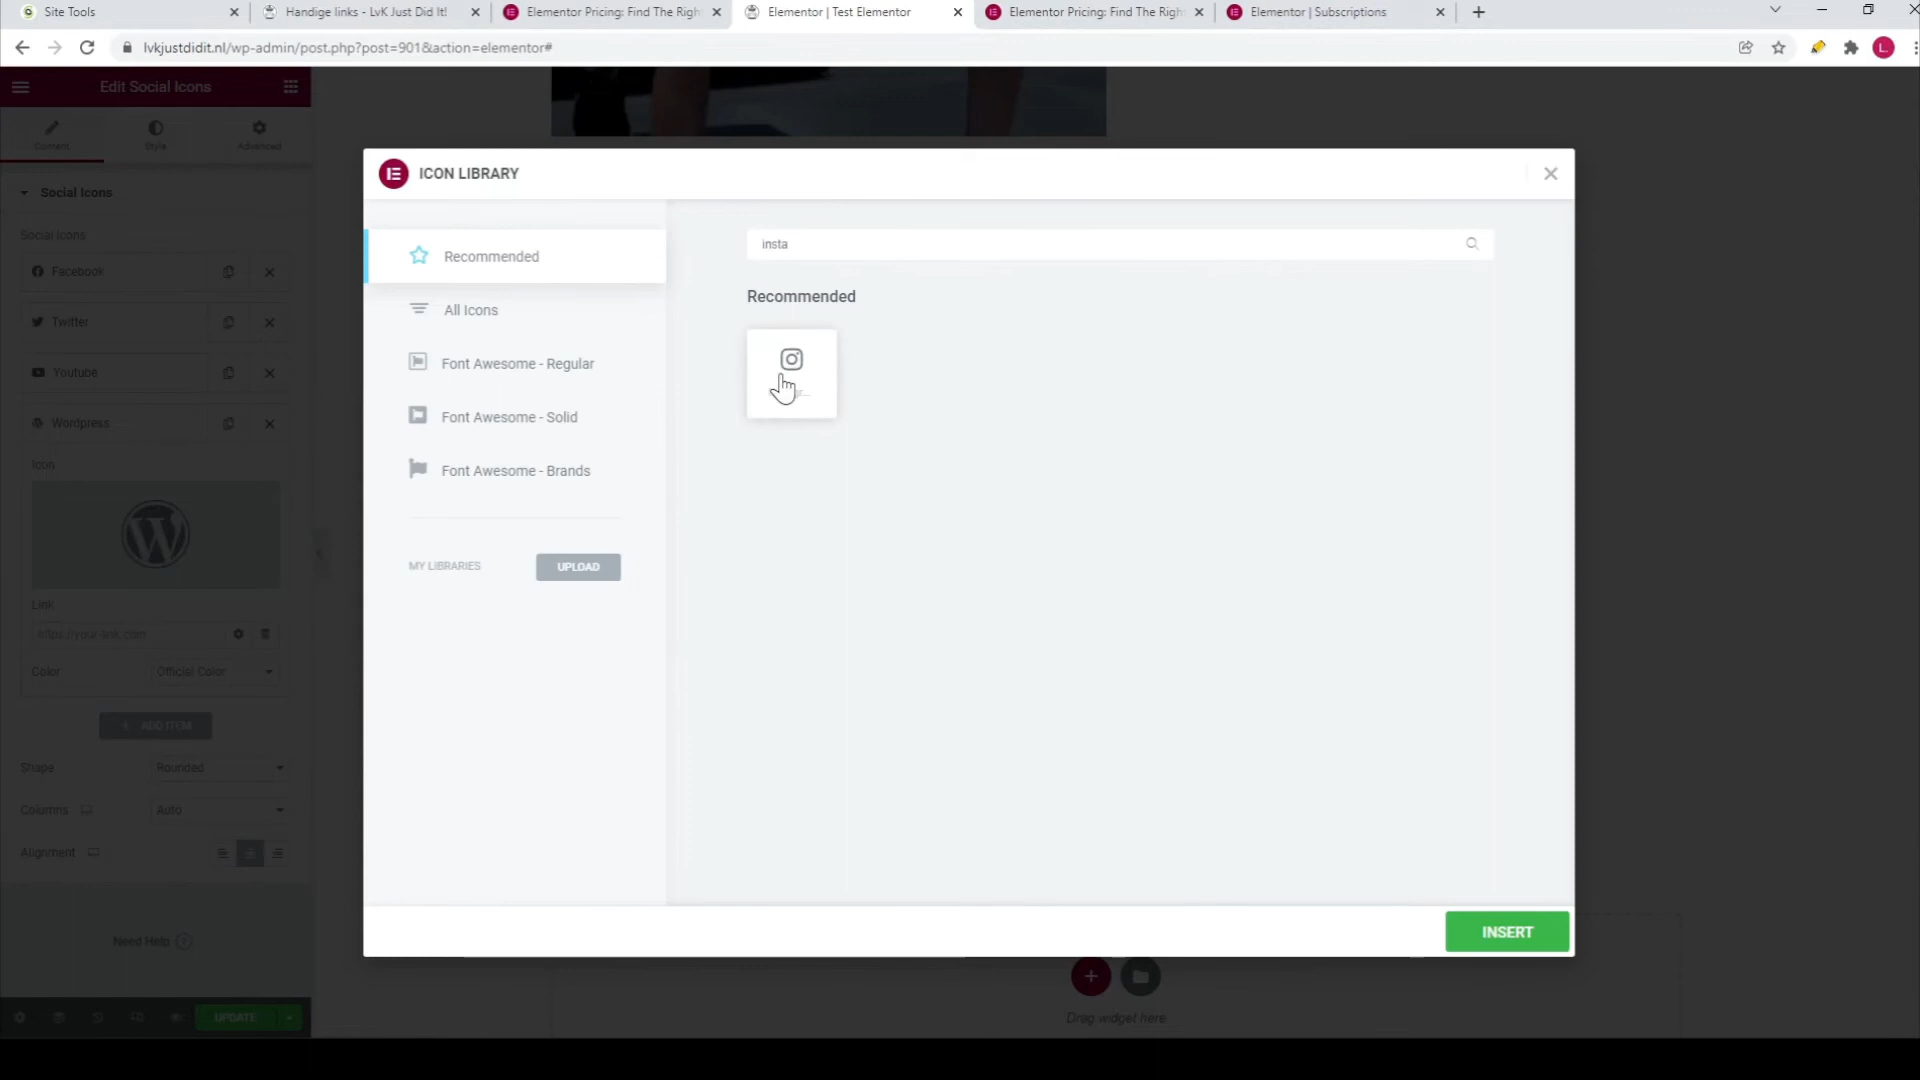 Site Tools
Handige links - LvK Just Did It!
Elementor Pricing: Find The Righ
Elementor | Test Elementor
Elementor Pricing: Find The Righ
Elementor | Subscriptions
lvkjustdidit.nl/wp-admin/post.php?post=901&action=elementor#
L
Edit Social Icons
Content
Style
Advanced
Social Icons
Social Icons
Facebook
Twitter
Youtube
Wordpress
Icon
Link
https://your-link.com
Color
Official Color
+ ADD ITEM
Shape
Rounded
Columns
Auto
Alignment
Need Help ?
UPDATE
ICON LIBRARY
Recommended
All Icons
Font Awesome - Regular
Font Awesome - Solid
Font Awesome - Brands
MY LIBRARIES
UPLOAD
insta
Recommended
INSERT
Drag widget here